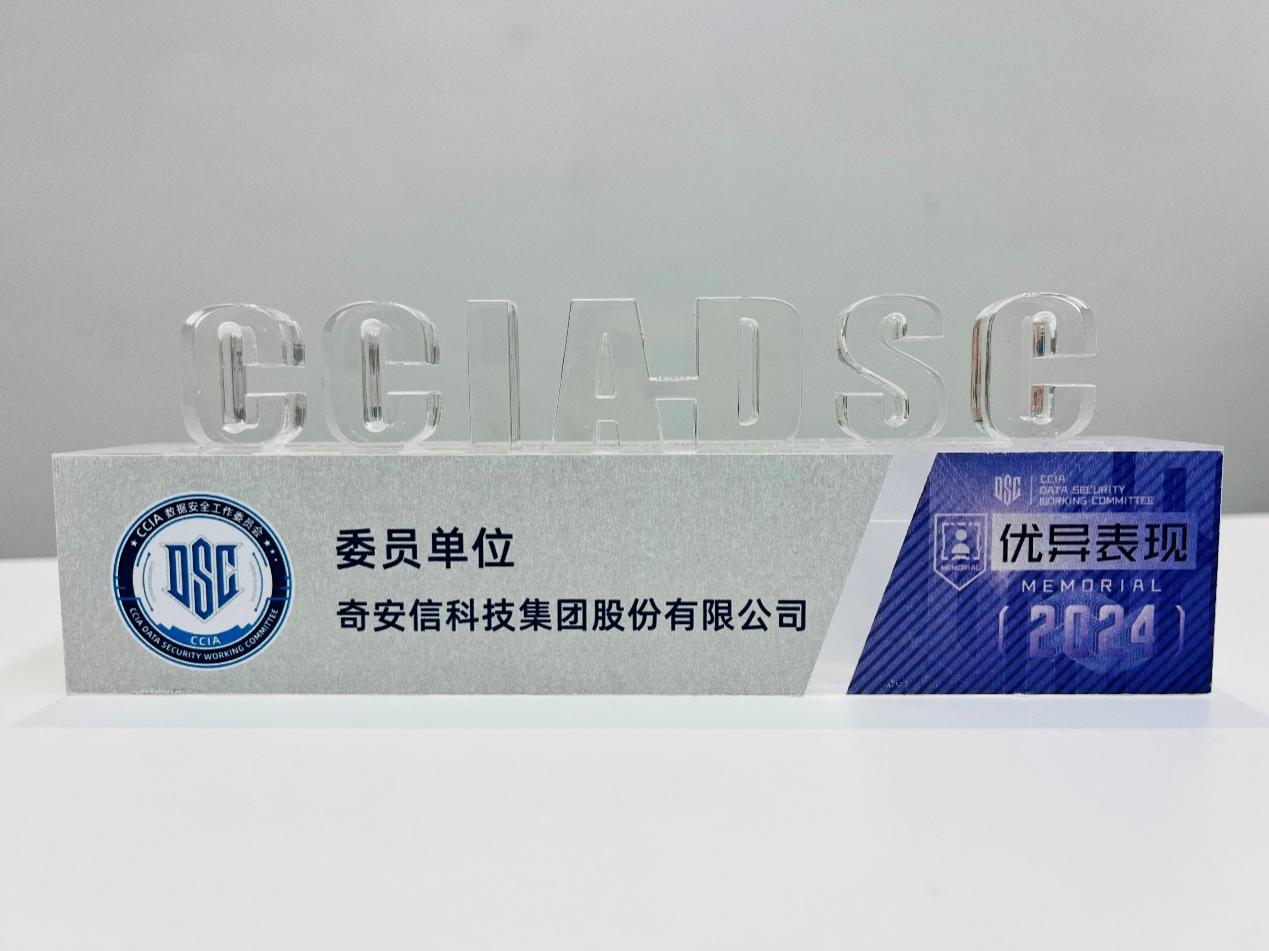 CCIADSC
CCIA 数据安全工作委员会
DSC
CCIA
CCIA DATA SECURITY WORKING COMMITTEE
委员单位
奇安信科技集团股份有限公司
DSC
CCIA
DATA SECURITY
WORKING COMMITTEE
MEMORIAL
优异表现
MEMORIAL
2024